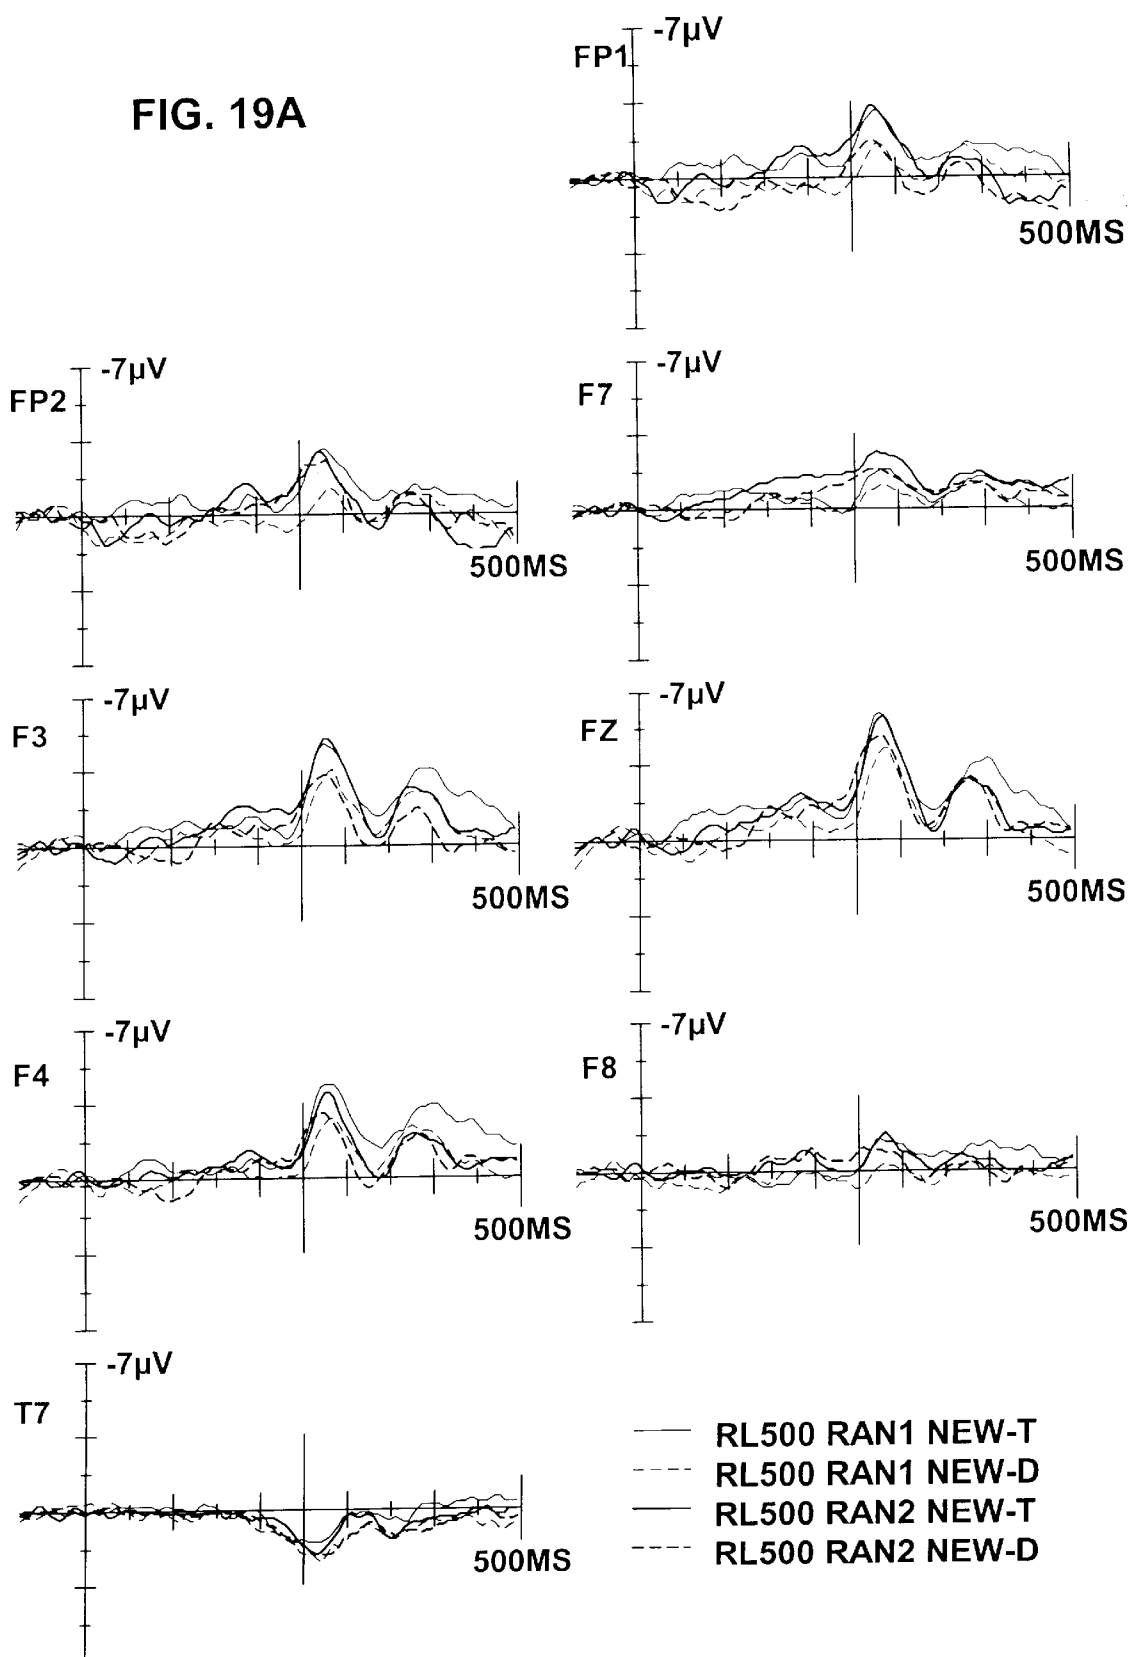 FIG. 19A
-7µV
FP1
500MS
-7µV
FP2
500MS
-7µV
F7
500MS
-7µV
F3
500MS
-7µV
FZ
500MS
-7µV
F4
500MS
-7µV
F8
500MS
-7µV
T7
500MS
RL500 RAN1 NEW-T
RL500 RAN1 NEW-D
RL500 RAN2 NEW-T
RL500 RAN2 NEW-D